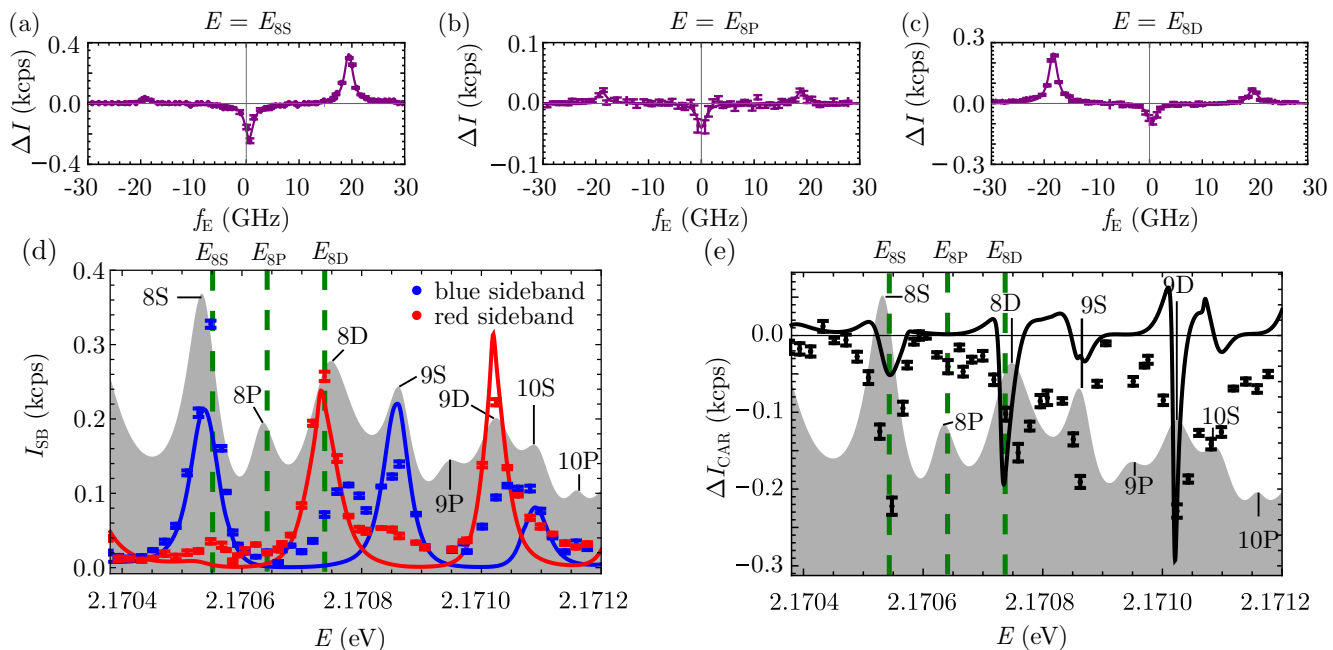 (a) E = E8S
ΔI (kcps)
0.4
0.0
−0.4
-30 -20 -10 0 10 20 30
fE (GHz)
(b) E = E8P
ΔI (kcps)
0.1
0.0
−0.1
-30 -20 -10 0 10 20 30
fE (GHz)
(c) E = E8D
ΔI (kcps)
0.3
0.0
−0.3
-30 -20 -10 0 10 20 30
fE (GHz)
(d) E8S E8P E8D
ISB (kcps)
0.4
0.3
0.2
0.1
0.0
8S
8P
8D
9S
9D
10S
9P
10P
blue sideband
red sideband
2.1704 2.1706 2.1708 2.1710 2.1712
E (eV)
(e) E8S E8P E8D
ΔICAR (kcps)
0.0
−0.1
−0.2
−0.3
8S
8D
9S
9D
8P
9P
10S
10P
2.1704 2.1706 2.1708 2.1710 2.1712
E (eV)